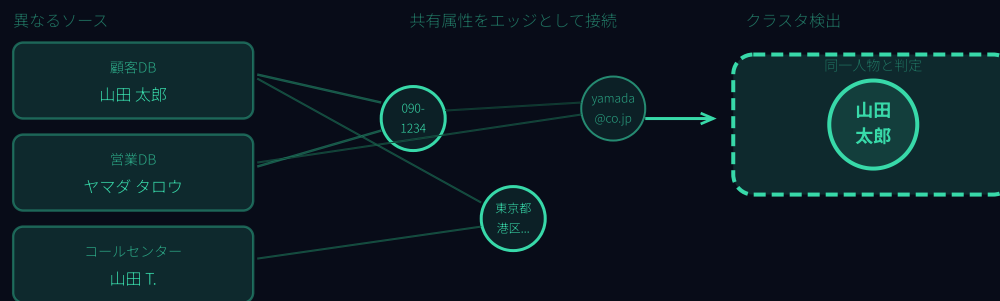 異なるソース
共有属性をエッジとして接続
クラスタ検出
顧客DB
山田 太郎
営業DB
ヤマダ タロウ
コールセンター
山田 T.
090-
1234
yamada
@co.jp
東京都
港区...
同一人物と判定
山田
太郎